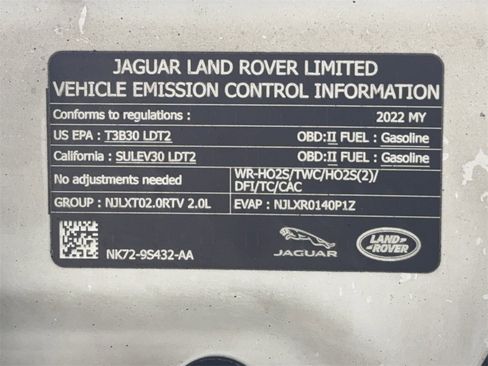 JAGUAR LAND ROVER LIMITED
VEHICLE EMISSION CONTROL INFORMATION
Conforms to regulations : 2022 MY
US EPA : T3B30 LDT2 OBD:II FUEL : Gasoline
California : SULEV30 LDT2 OBD:II FUEL : Gasoline
No adjustments needed WR-HO2S/TWC/HO2S(2)/
DFI/TC/CAC
GROUP : NJLXT02.0RTV 2.0L EVAP : NJLXR0140P1Z
NK72-9S432-AA
JAGUAR
LAND-
ROVER